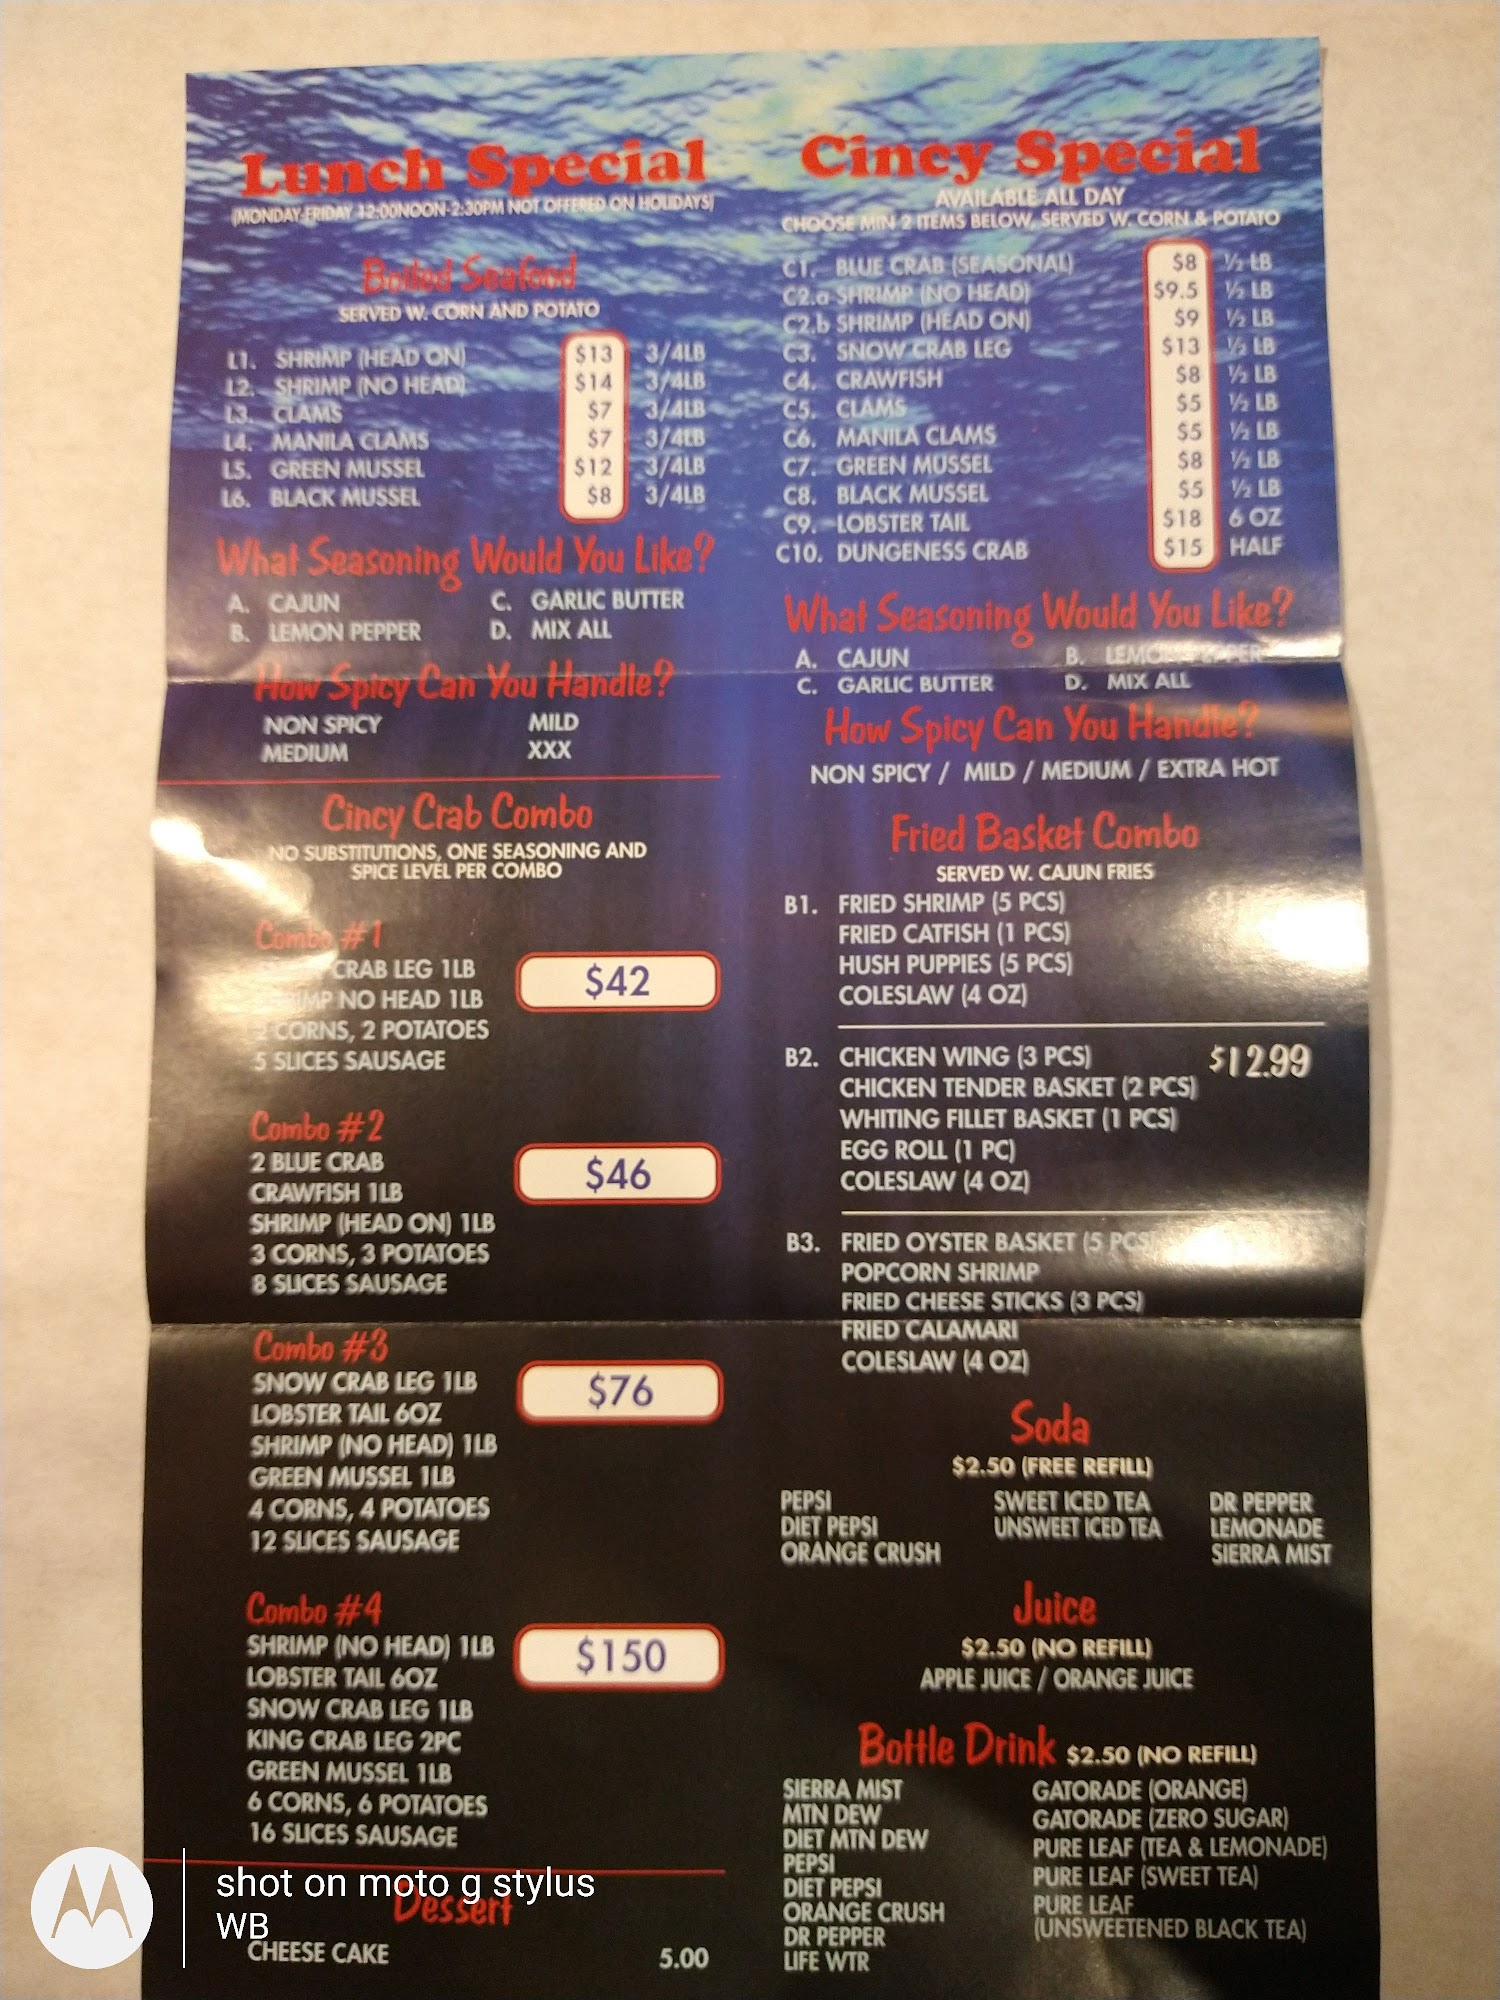 Lunch Special
(MONDAY-FRIDAY 12:00NOON-2:30PM NOT OFFERED ON HOLIDAYS)
Boiled Seafood
SERVED W. CORN AND POTATO
L1. SHRIMP (HEAD ON) $13 3/4LB
L2. SHRIMP (NO HEAD) $14 3/4LB
L3. CLAMS $7 3/4LB
L4. MANILA CLAMS $7 3/4LB
L5. GREEN MUSSEL $12 3/4LB
L6. BLACK MUSSEL $8 3/4LB
What Seasoning Would You Like?
A. CAJUN C. GARLIC BUTTER
B. LEMON PEPPER D. MIX ALL
How Spicy Can You Handle?
NON SPICY MILD
MEDIUM XXX
Cincy Crab Combo
NO SUBSTITUTIONS, ONE SEASONING AND
SPICE LEVEL PER COMBO
Combo #1
CRAB LEG 1LB $42
NO HEAD 1LB
CORNS, 2 POTATOES
5 SLICES SAUSAGE
Combo #2
2 BLUE CRAB $46
CRAWFISH 1LB
SHRIMP (HEAD ON) 1LB
3 CORNS, 3 POTATOES
8 SLICES SAUSAGE
Combo #3
SNOW CRAB LEG 1LB $76
LOBSTER TAIL 6OZ
SHRIMP (NO HEAD) 1LB
GREEN MUSSEL 1LB
4 CORNS, 4 POTATOES
12 SLICES SAUSAGE
Combo #4
SHRIMP (NO HEAD) 1LB $150
LOBSTER TAIL 6OZ
SNOW CRAB LEG 1LB
KING CRAB LEG 2PC
GREEN MUSSEL 1LB
6 CORNS, 6 POTATOES
16 SLICES SAUSAGE
Dessert
CHEESE CAKE 5.00
Cincy Special
AVAILABLE ALL DAY
CHOOSE MIN 2 ITEMS BELOW, SERVED W. CORN & POTATO
C1. BLUE CRAB (SEASONAL) $8 ½ LB
C2.a SHRIMP (NO HEAD) $9.5 ½ LB
C2.b SHRIMP (HEAD ON) $9 ½ LB
C3. SNOW CRAB LEG $13 ½ LB
C4. CRAWFISH $8 ½ LB
C5. CLAMS $5 ½ LB
C6. MANILA CLAMS $5 ½ LB
C7. GREEN MUSSEL $8 ½ LB
C8. BLACK MUSSEL $5 ½ LB
C9. LOBSTER TAIL $18 6 OZ
C10. DUNGENESS CRAB $15 HALF
What Seasoning Would You Like?
A. CAJUN B. LEMON PEPPER
C. GARLIC BUTTER D. MIX ALL
How Spicy Can You Handle?
NON SPICY / MILD / MEDIUM / EXTRA HOT
Fried Basket Combo
SERVED W. CAJUN FRIES
B1. FRIED SHRIMP (5 PCS)
FRIED CATFISH (1 PCS)
HUSH PUPPIES (5 PCS)
COLESLAW (4 OZ)
B2. CHICKEN WING (3 PCS) $12.99
CHICKEN TENDER BASKET (2 PCS)
WHITING FILLET BASKET (1 PCS)
EGG ROLL (1 PC)
COLESLAW (4 OZ)
B3. FRIED OYSTER BASKET (5 PCS
POPCORN SHRIMP
FRIED CHEESE STICKS (3 PCS)
FRIED CALAMARI
COLESLAW (4 OZ)
Soda
$2.50 (FREE REFILL)
PEPSI SWEET ICED TEA DR PEPPER
DIET PEPSI UNSWEET ICED TEA LEMONADE
ORANGE CRUSH SIERRA MIST
Juice
$2.50 (NO REFILL)
APPLE JUICE / ORANGE JUICE
Bottle Drink $2.50 (NO REFILL)
SIERRA MIST
MTN DEW
DIET MTN DEW
PEPSI
DIET PEPSI
ORANGE CRUSH
DR PEPPER
LIFE WTR
GATORADE (ORANGE)
GATORADE (ZERO SUGAR)
PURE LEAF (TEA & LEMONADE)
PURE LEAF (SWEET TEA)
PURE LEAF
(UNSWEETENED BLACK TEA)
shot on moto g stylus
WB